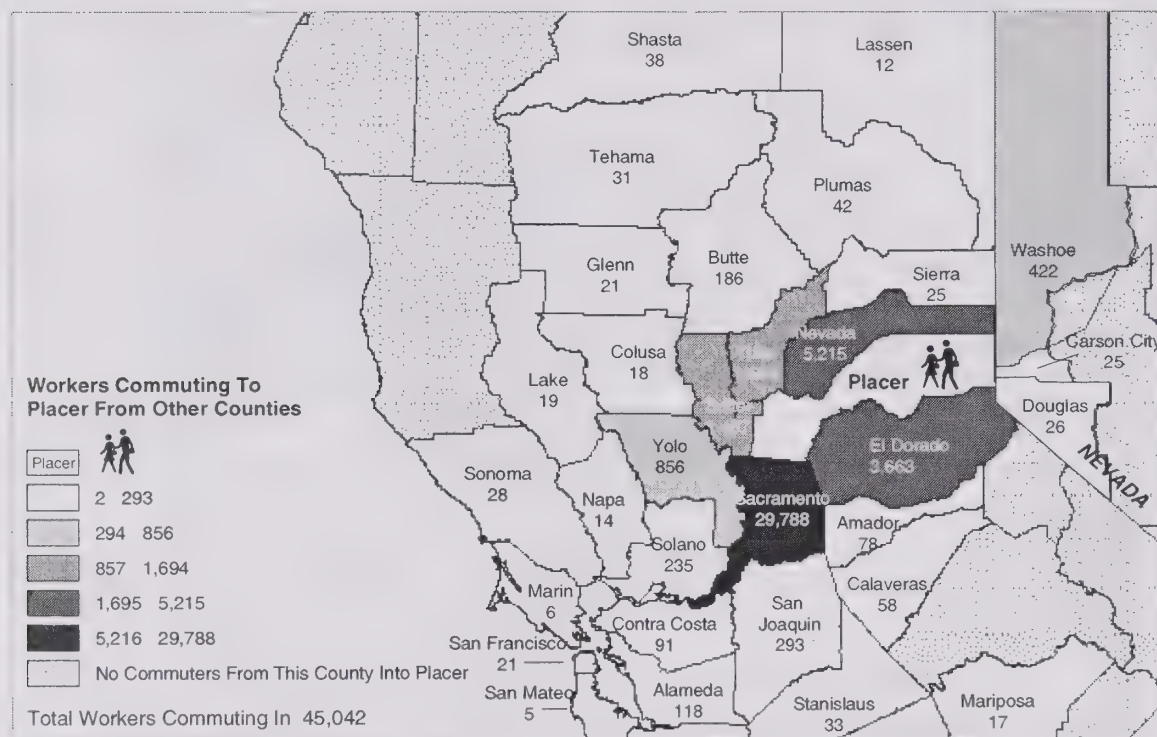 Shasta
38
Lassen
12
Tehama
31
Plumas
42
Butte
186
Glenn
21
Sierra
25
Washoe
422
Nevada
5.215
Carson City
25
Colusa
18
Lake
19
Placer
Douglas
26
NEVADA
El Dorado
3.663
Yolo
856
Sonoma
28
Napa
14
Sacramento
29,788
Amador
78
Solano
235
Calaveras
58
Marin
6
Contra Costa
91
San
Joaquin
293
San Francisco
21
San Mateo
5
Alameda
118
Stanislaus
33
Mariposa
17
Workers Commuting To
Placer From Other Counties
Placer
2 293
294 856
857 1,694
1,695 5,215
5,216 29,788
No Commuters From This County Into Placer
Total Workers Commuting In 45,042